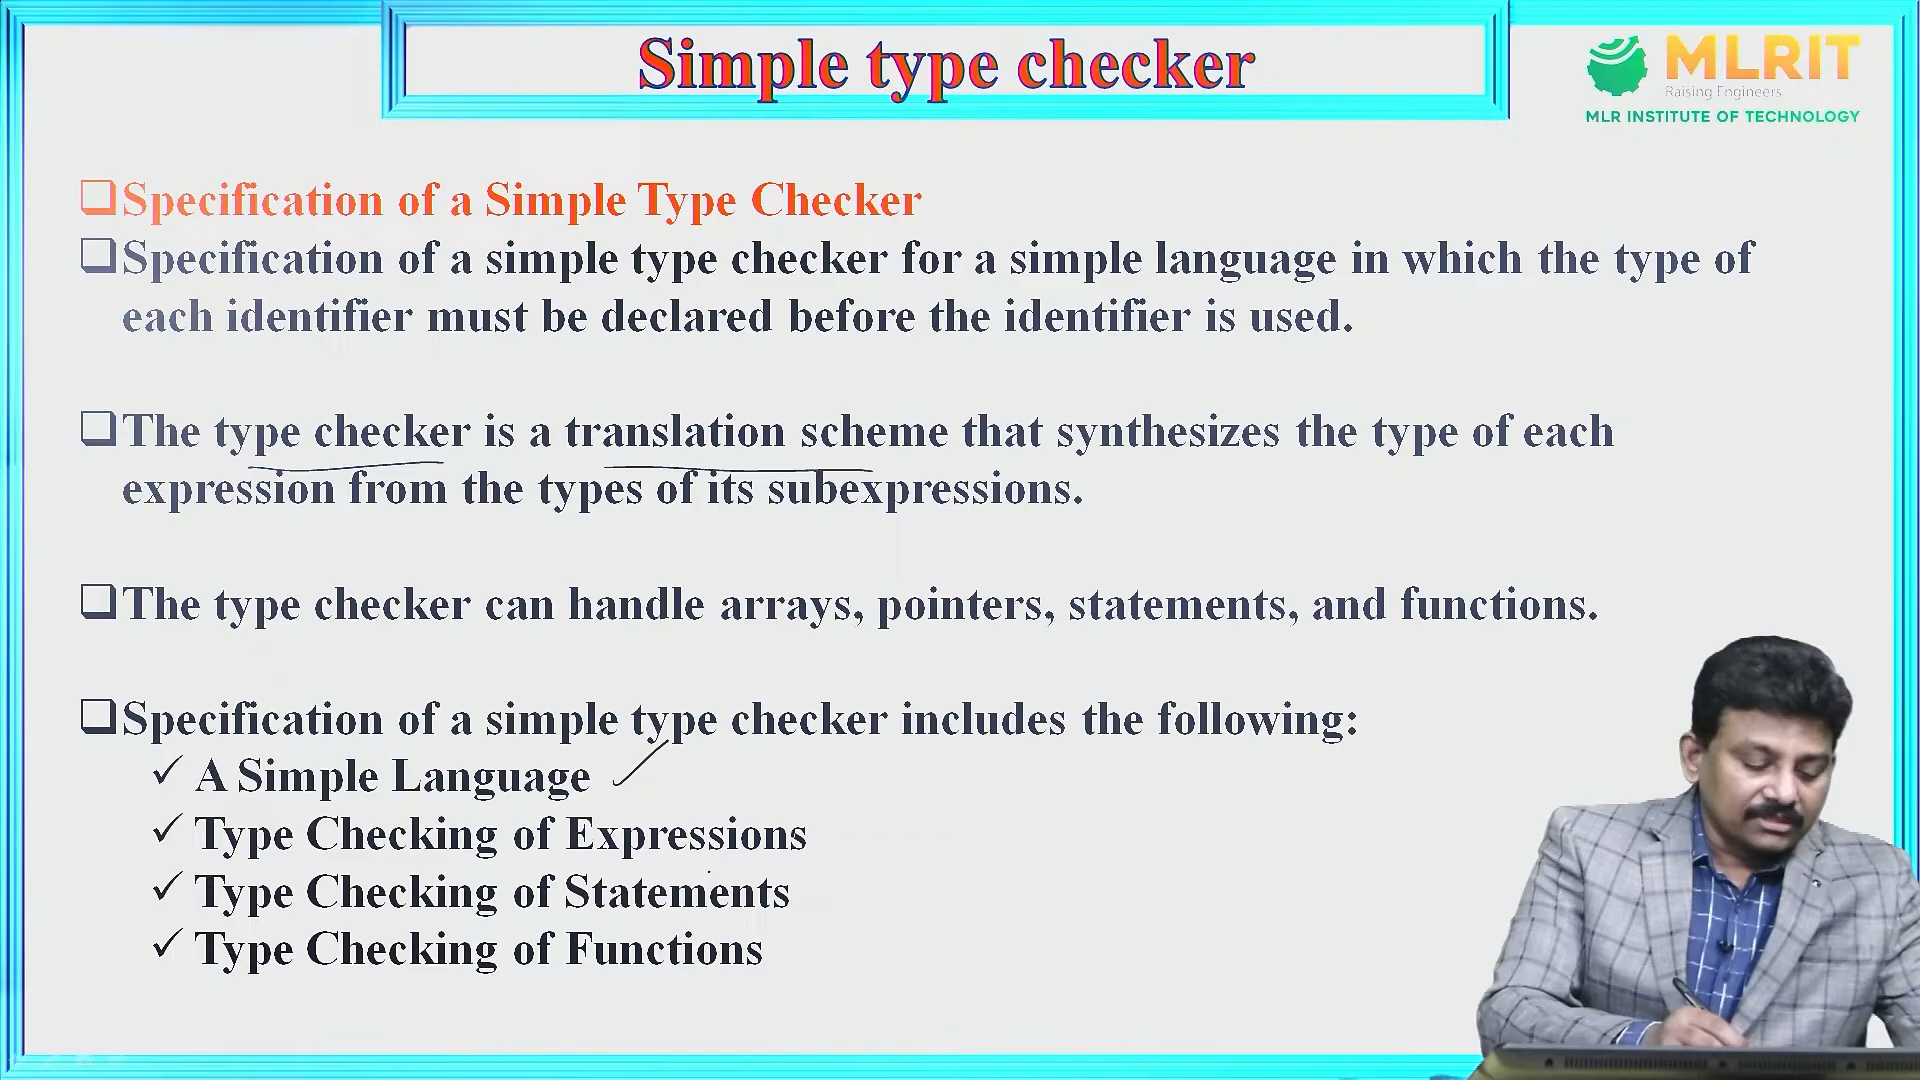 Simple type checker
MLRIT
Raising Engineers
MLR INSTITUTE OF TECHNOLOGY
Specification of a Simple Type Checker
Specification of a simple type checker for a simple language in which the type of
each identifier must be declared before the identifier is used.
The type checker is a translation scheme that synthesizes the type of each
expression from the types of its subexpressions.
The type checker can handle arrays, pointers, statements, and functions.
Specification of a simple type checker includes the following:
✓ A Simple Language
✓ Type Checking of Expressions
✓ Type Checking of Statements
✓ Type Checking of Functions